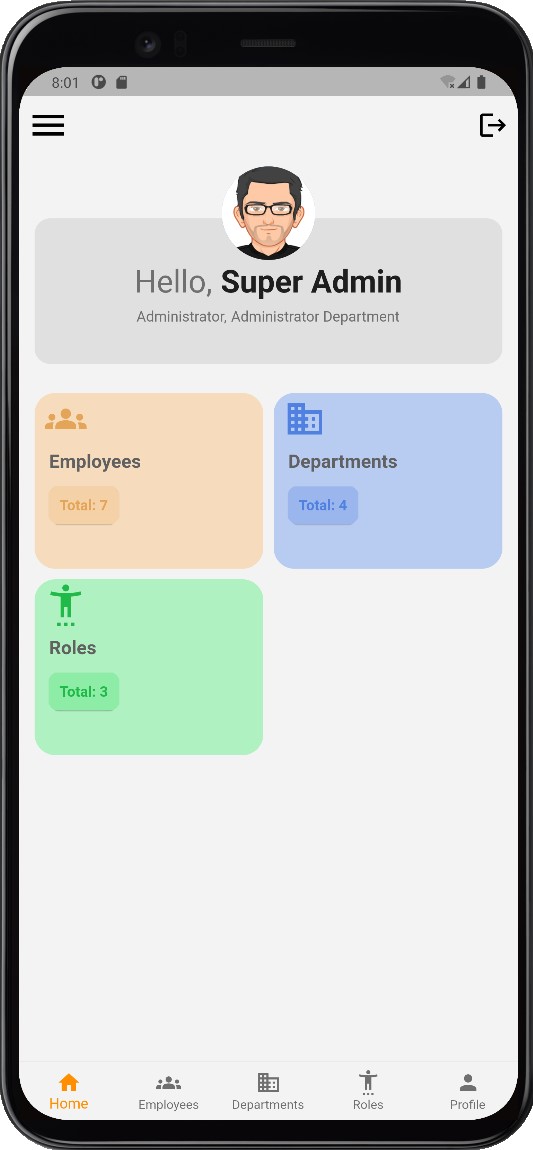 8:01
Hello, Super Admin
Administrator, Administrator Department
Employees
Total: 7
Departments
Total: 4
Roles
Total: 3
Home
Employees
Departments
Roles
Profile